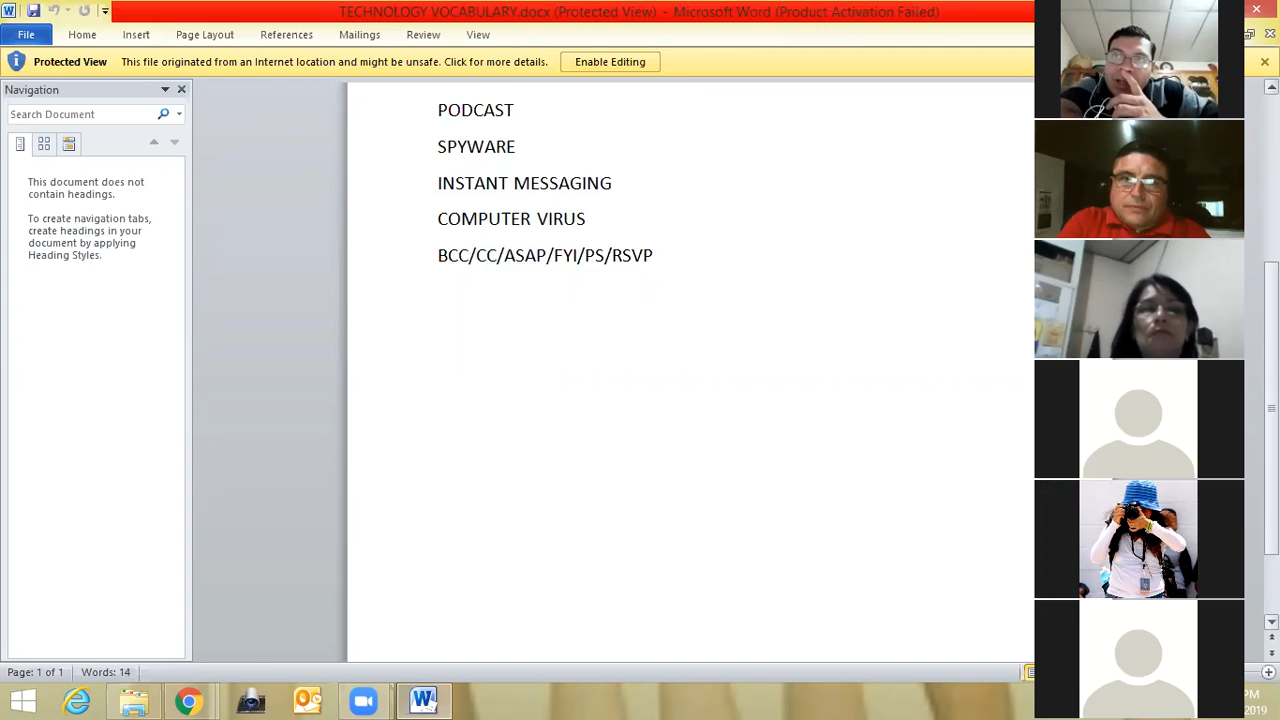 TECHNOLOGY VOCABULARY.docx (Protected View) - Microsoft Word (Product Activation Failed)
File Home Insert Page Layout References Mailings Review View
Protected View This file originated from an Internet location and might be unsafe. Click for more details. Enable Editing
Navigation
Search Document
This document does not
contain headings.
To create navigation tabs,
create headings in your
document by applying
Heading Styles.
PODCAST
SPYWARE
INSTANT MESSAGING
COMPUTER VIRUS
BCC/CC/ASAP/FYI/PS/RSVP
Page: 1 of 1 Words: 14
PM
2019